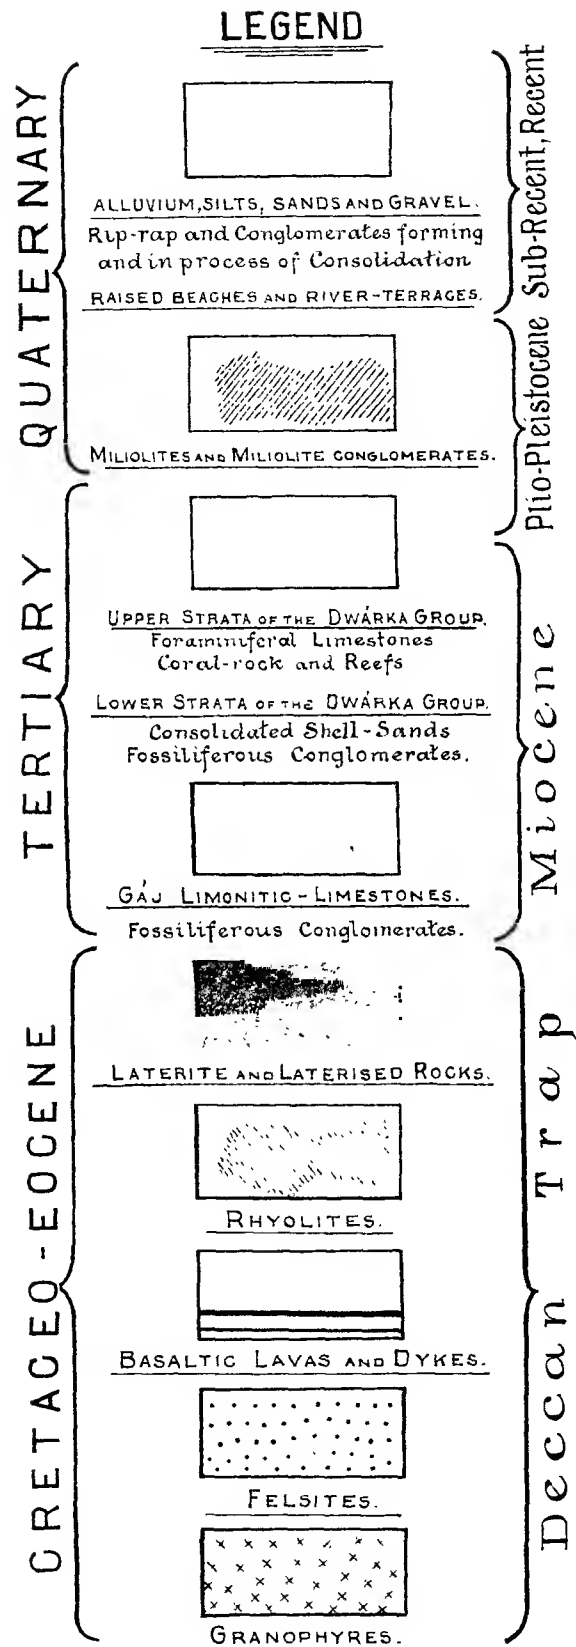 LEGEND
QUATERNARY
Sub-Recent, Recent
ALLUVIUM, SILTS, SANDS AND GRAVEL.
Rip-rap and Conglomerates forming
and in process of Consolidation
RAISED BEACHES AND RIVER-TERRACES.
Plio-Pleistocene
MILIOLITES AND MILIOLITE CONGLOMERATES.
TERTIARY
Miocene
UPPER STRATA OF THE DWÁRKA GROUP.
Foraminiferal Limestones
Coral-rock and Reefs
LOWER STRATA OF THE DWÁRKA GROUP.
Consolidated Shell-Sands
Fossiliferous Conglomerates.
GÁJ LIMONITIC-LIMESTONES.
Fossiliferous Conglomerates.
CRETACEO-EOCENE
Deccan Trap
LATERITE AND LATERISED ROCKS.
RHYOLITES.
BASALTIC LAVAS AND DYKES.
FELSITES.
GRANOPHYRES.